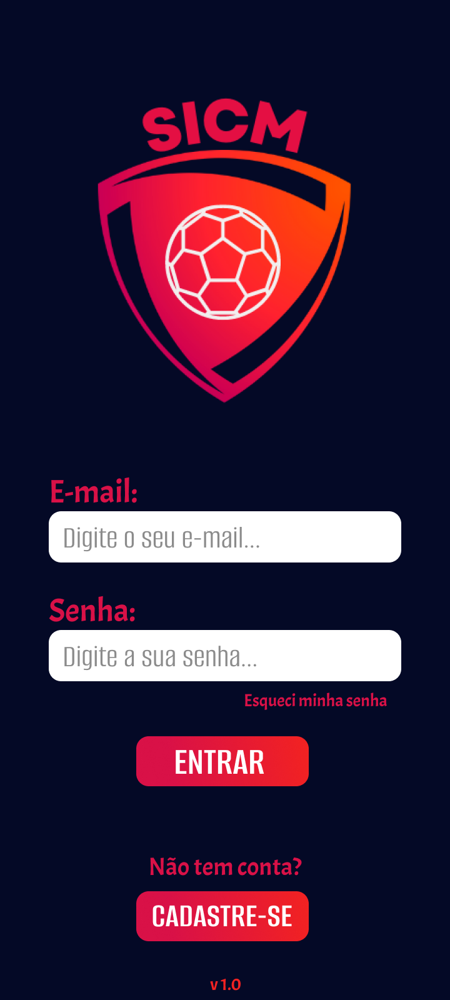 SICM
E-mail:
Digite o seu e-mail...
Senha:
Digite a sua senha...
Esqueci minha senha
ENTRAR
Não tem conta?
CADASTRE-SE
v 1.0